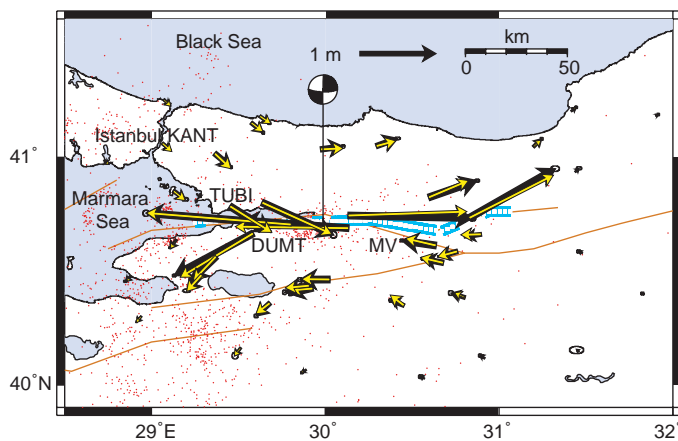 Black Sea
1 m
km
0 50
Istanbul KANT
41°
TUBI
Marmara
Sea
DUMT
MV
40°N
29°E 30° 31° 32°